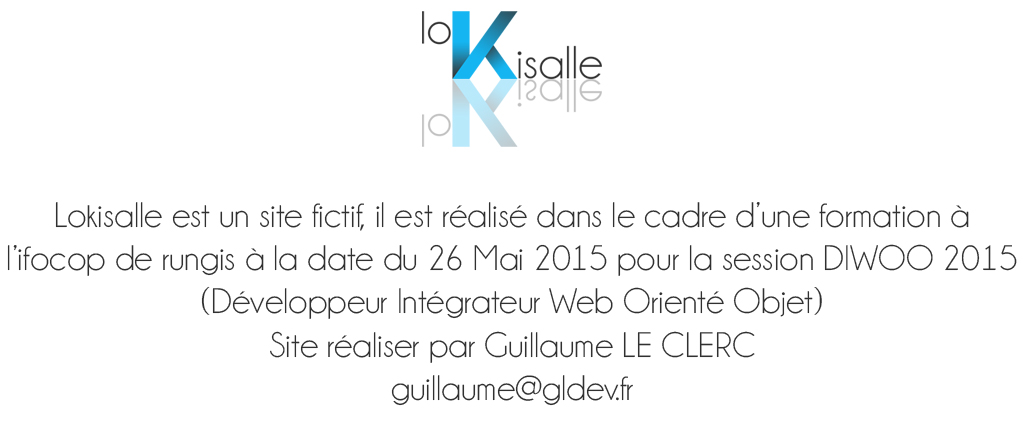 loKisalle
Lokisalle est un site fictif, il est réalisé dans le cadre d'une formation à
l'ifocop de rungis à la date du 26 Mai 2015 pour la session DIWOO 2015
(Développeur Intégrateur Web Orienté Objet)
Site réaliser par Guillaume LE CLERC
guillaume@gldev.fr